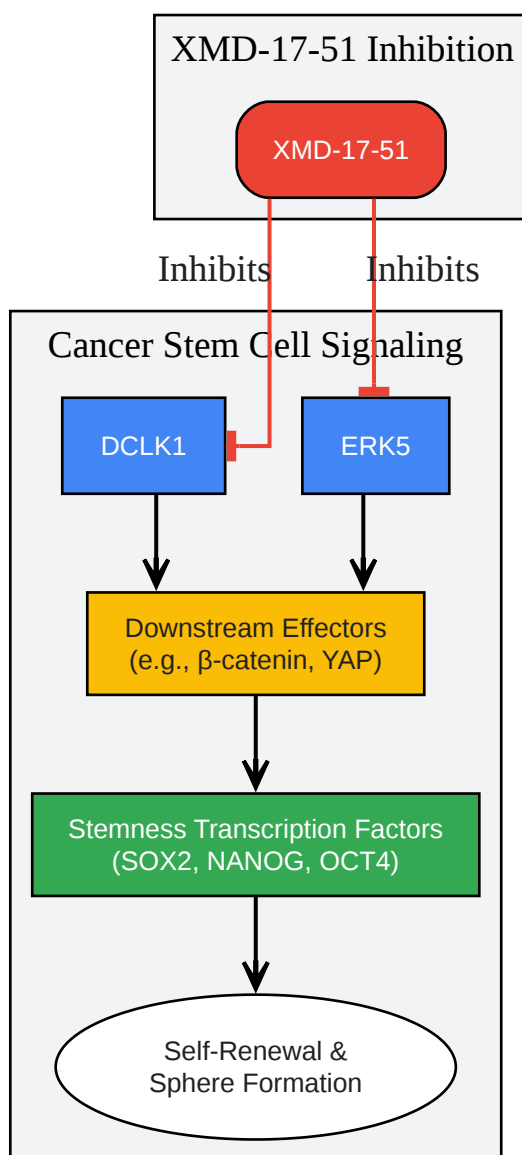 XMD-17-51 Inhibition
XMD-17-51
Inhibits
Inhibits
Cancer Stem Cell Signaling
DCLK1
ERK5
Downstream Effectors
(e.g., β-catenin, YAP)
Stemness Transcription Factors
(SOX2, NANOG, OCT4)
Self-Renewal &
Sphere Formation